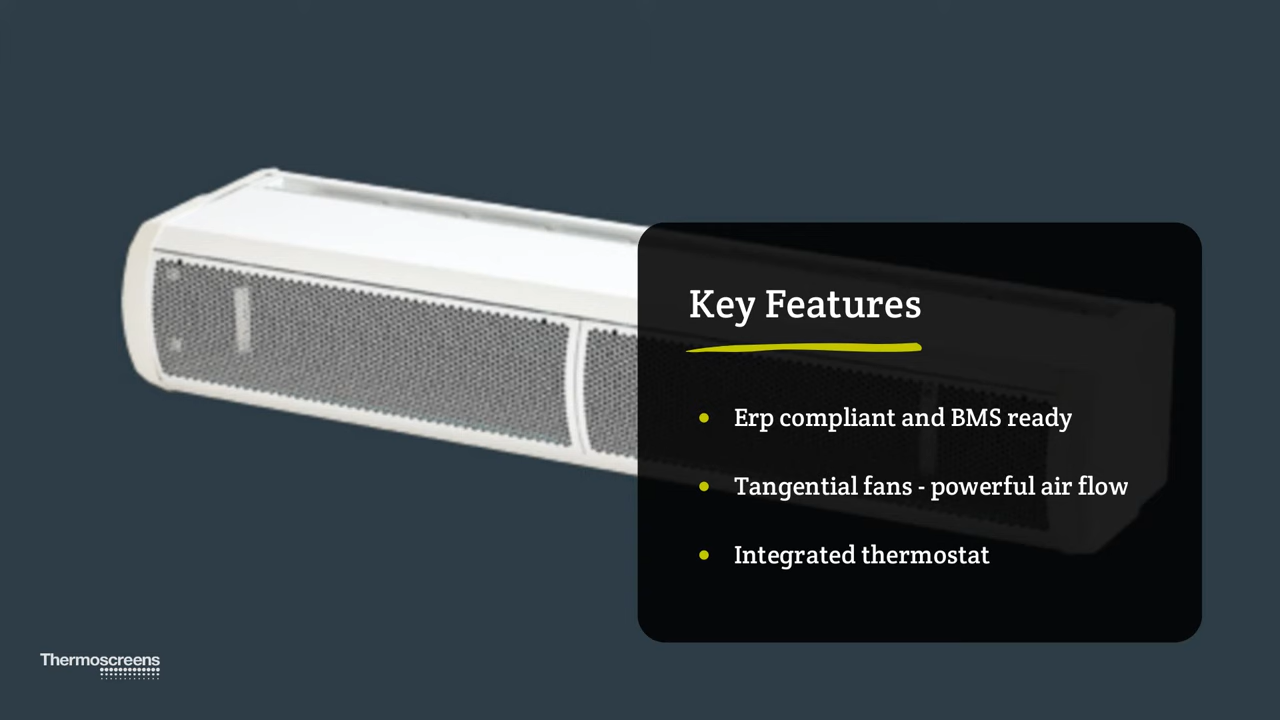 Key Features
Erp compliant and BMS ready
Tangential fans - powerful air flow
Integrated thermostat
Thermoscreens